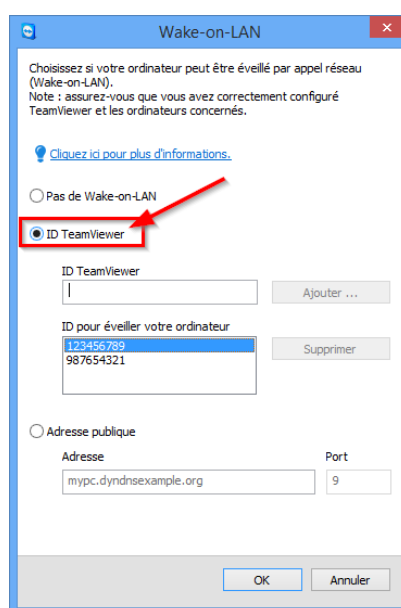 Wake-on-LAN
Choisissez si votre ordinateur peut être éveillé par appel réseau
(Wake-on-LAN).
Note : assurez-vous que vous avez correctement configuré
TeamViewer et les ordinateurs concernés.
Cliquez ici pour plus d'informations.
Pas de Wake-on-LAN
ID TeamViewer
ID TeamViewer
Ajouter ...
ID pour éveiller votre ordinateur
123456789
987654321
Supprimer
Adresse publique
Adresse Port
mypc.dyndnsexample.org 9
OK Annuler